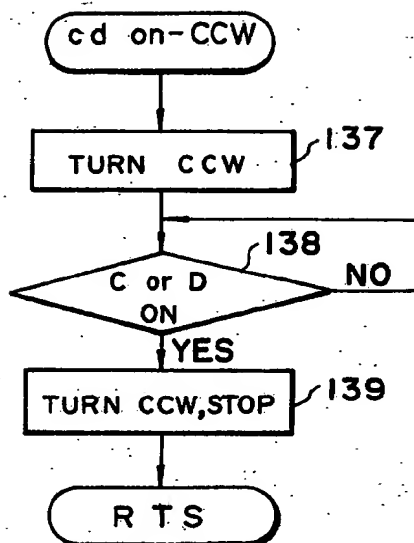 cd on-CCW
TURN CCW
137
138
C or D
ON
NO
YES
TURN CCW,STOP
139
RTS